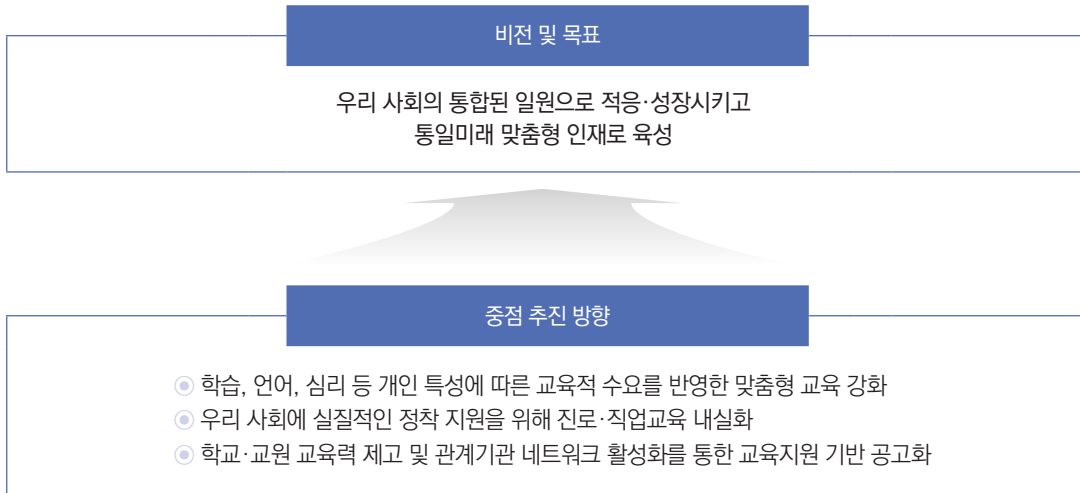 비전 및 목표
우리 사회의 통합된 일원으로 적응·성장시키고
통일미래 맞춤형 인재로 육성
중점 추진 방향
학습, 언어, 심리 등 개인 특성에 따른 교육적 수요를 반영한 맞춤형 교육 강화
우리 사회에 실질적인 정착 지원을 위해 진로·직업교육 내실화
학교·교원 교육력 제고 및 관계기관 네트워크 활성화를 통한 교육지원 기반 공고화